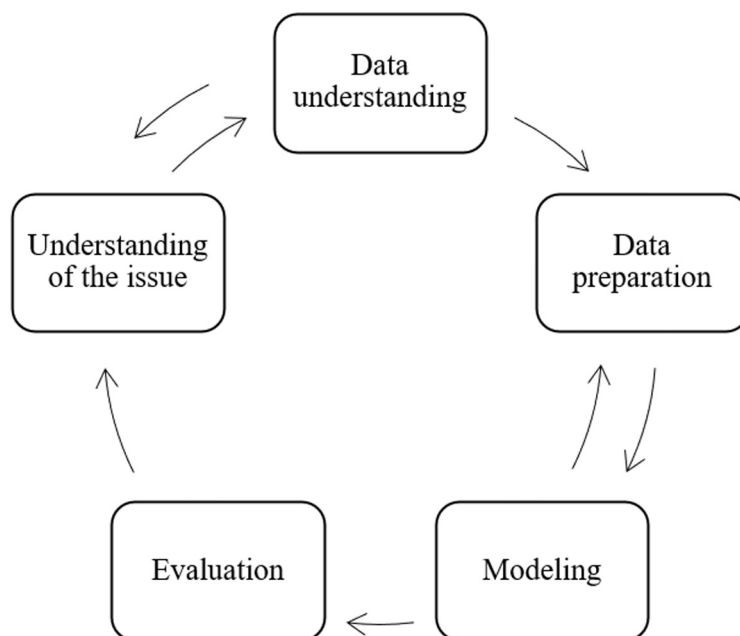 Data
understanding
Understanding
of the issue
Data
preparation
Evaluation
Modeling